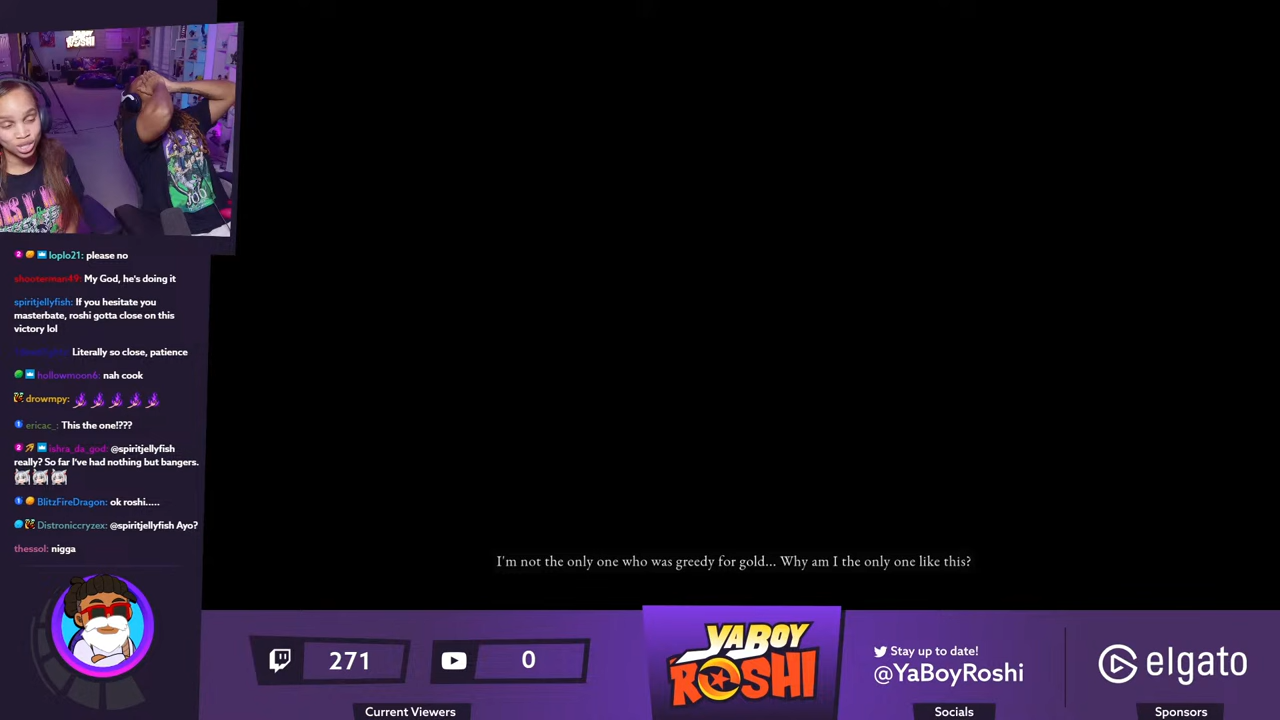 YABOY
ROSHI
loplo21: please no
shooterman49: My God, he's doing it
spiritjellyfish: If you hesitate you
masterbate, roshi gotta close on this
victory lol
Literally so close, patience
hollowmoon6: nah cook
drowmpy:
ericac_: This the one!???
Ishra_da_god: @spiritjellyfish
really? So far I've had nothing but bangers.
BlitzFireDragon: ok roshi.....
Distroniccryzex: @spiritjellyfish Ayo?
thessol: nigga
I'm not the only one who was greedy for gold... Why am I the only one like this?
271
0
Current Viewers
YABOY
ROSHI
Stay up to date!
@YaBoyRoshi
Socials
elgato
Sponsors